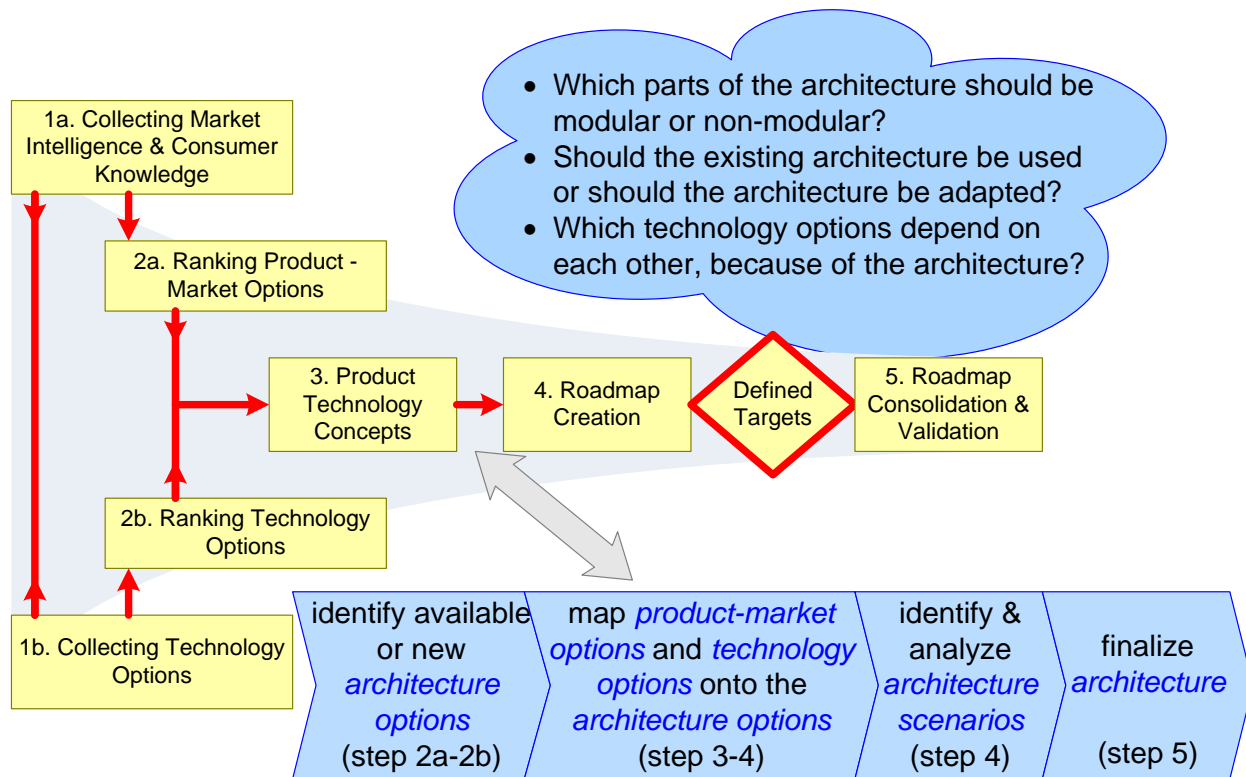 • Which parts of the architecture should be
modular or non-modular?
• Should the existing architecture be used
or should the architecture be adapted?
• Which technology options depend on
each other, because of the architecture?
1a. Collecting Market
Intelligence & Consumer
Knowledge
2a. Ranking Product -
Market Options
3. Product
Technology
Concepts
4. Roadmap
Creation
Defined
Targets
5. Roadmap
Consolidation &
Validation
2b. Ranking Technology
Options
1b. Collecting Technology
Options
identify available
or new
architecture
options
(step 2a-2b)
map product-market
options and technology
options onto the
architecture options
(step 3-4)
identify &
analyze
architecture
scenarios
(step 4)
finalize
architecture
(step 5)